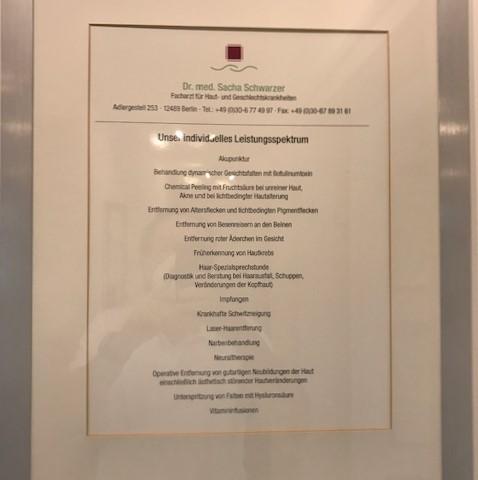 Dr. med. Sacha Schwarzer
Facharzt für Haut- und Geschlechtskrankheiten
Adlergestell 253 · 12489 Berlin · Tel.: +49 (0)30-6 77 49 97 · Fax: +49 (0)30-67 89 31 61
Unser individuelles Leistungsspektrum
Akupunktur
Behandlung dynamischer Gesichtsfalten mit Botulinumtoxin
Chemical Peeling mit Fruchtsäure bei unreiner Haut,
Akne und bei lichtbedingter Hautalterung
Entfernung von Altersflecken und lichtbedingten Pigmentflecken
Entfernung von Besenreisern an den Beinen
Entfernung roter Äderchen im Gesicht
Früherkennung von Hautkrebs
Haar-Spezialsprechstunde
(Diagnostik und Beratung bei Haarausfall, Schuppen,
Veränderungen der Kopfhaut)
Impfungen
Krankhafte Schwitzneigung
Laser-Haarentferung
Narbenbehandlung
Neuraltherapie
Operative Entfernung von gutartigen Neubildungen der Haut
einschließlich ästhetisch störender Hautveränderungen
Unterspritzung von Falten mit Hyaluronsäure
Vitamininfusionen